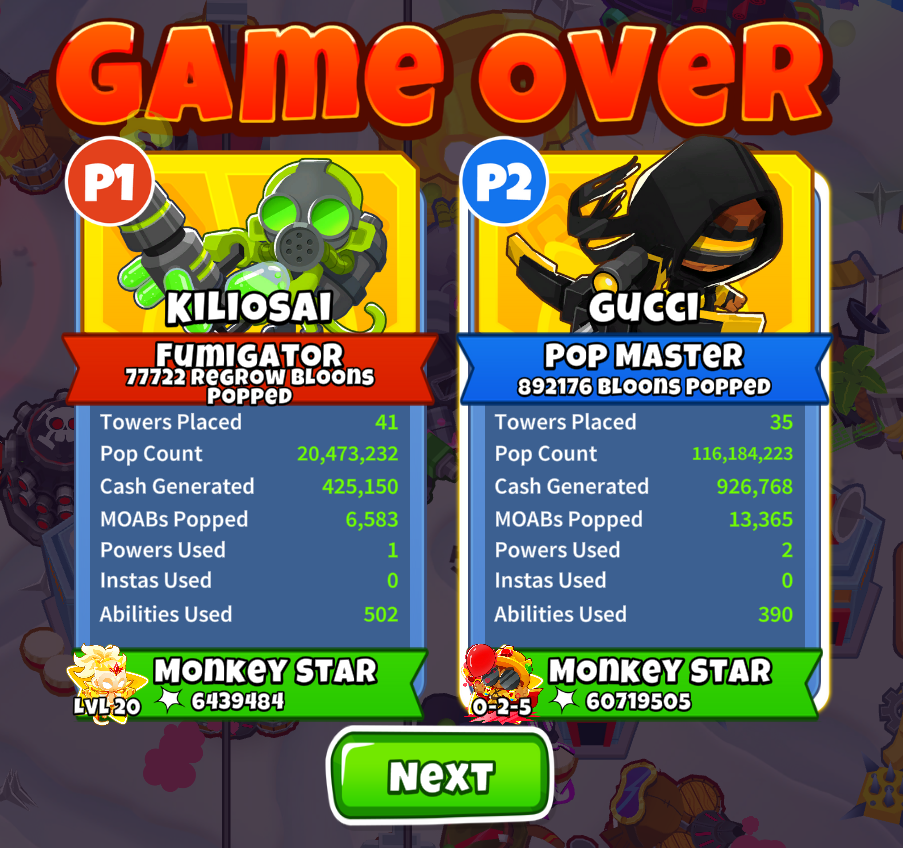 GAME OVER
P1
KILIOSAI
FUMIGATOR
77722 REGROW BLOONS
POPPED
Towers Placed 41
Pop Count 20,473,232
Cash Generated 425,150
MOABs Popped 6,583
Powers Used 1
Instas Used 0
Abilities Used 502
MONKEY STAR
LVL 20 6439484
P2
GUCCI
POP MASTER
892176 BLOONS POPPED
Towers Placed 35
Pop Count 116,184,223
Cash Generated 926,768
MOABs Popped 13,365
Powers Used 2
Instas Used 0
Abilities Used 390
MONKEY STAR
0-2-5 60719505
NEXT